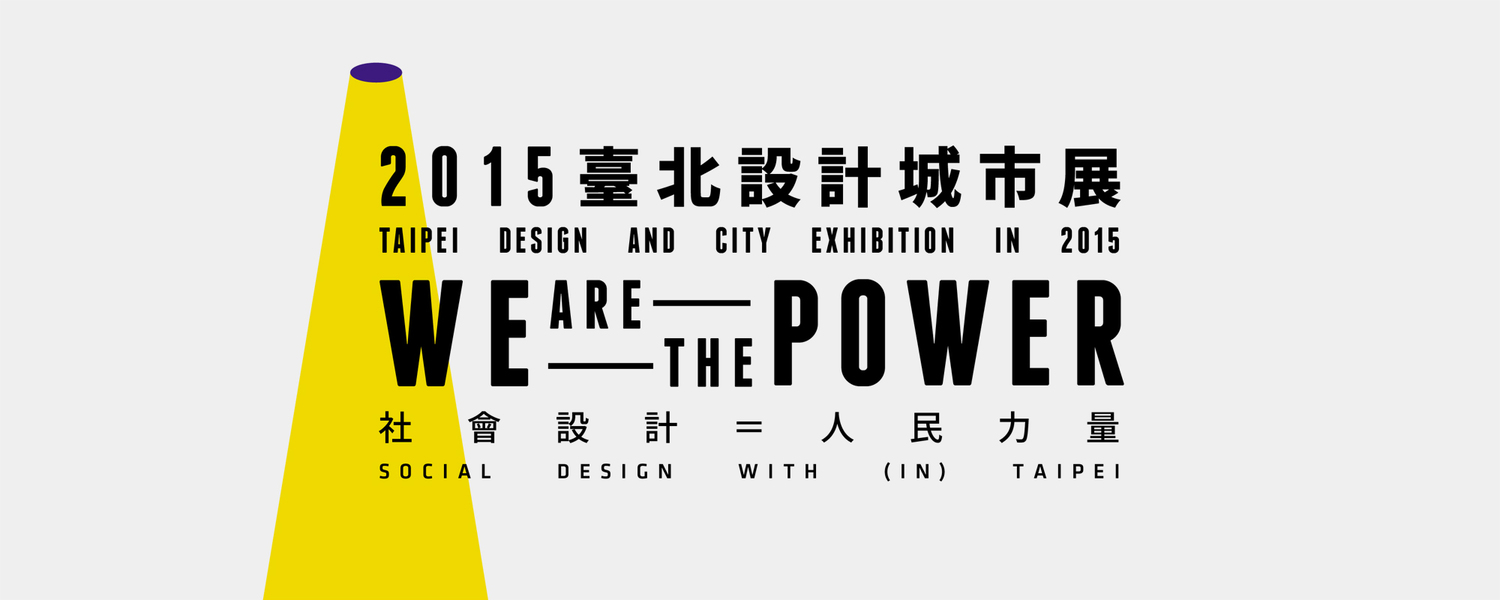 2015臺北設計城市展
TAIPEI DESIGN AND CITY EXHIBITION IN 2015
WE ARE THE POWER
社會設計=人民力量
SOCIAL DESIGN WITH (IN) TAIPEI